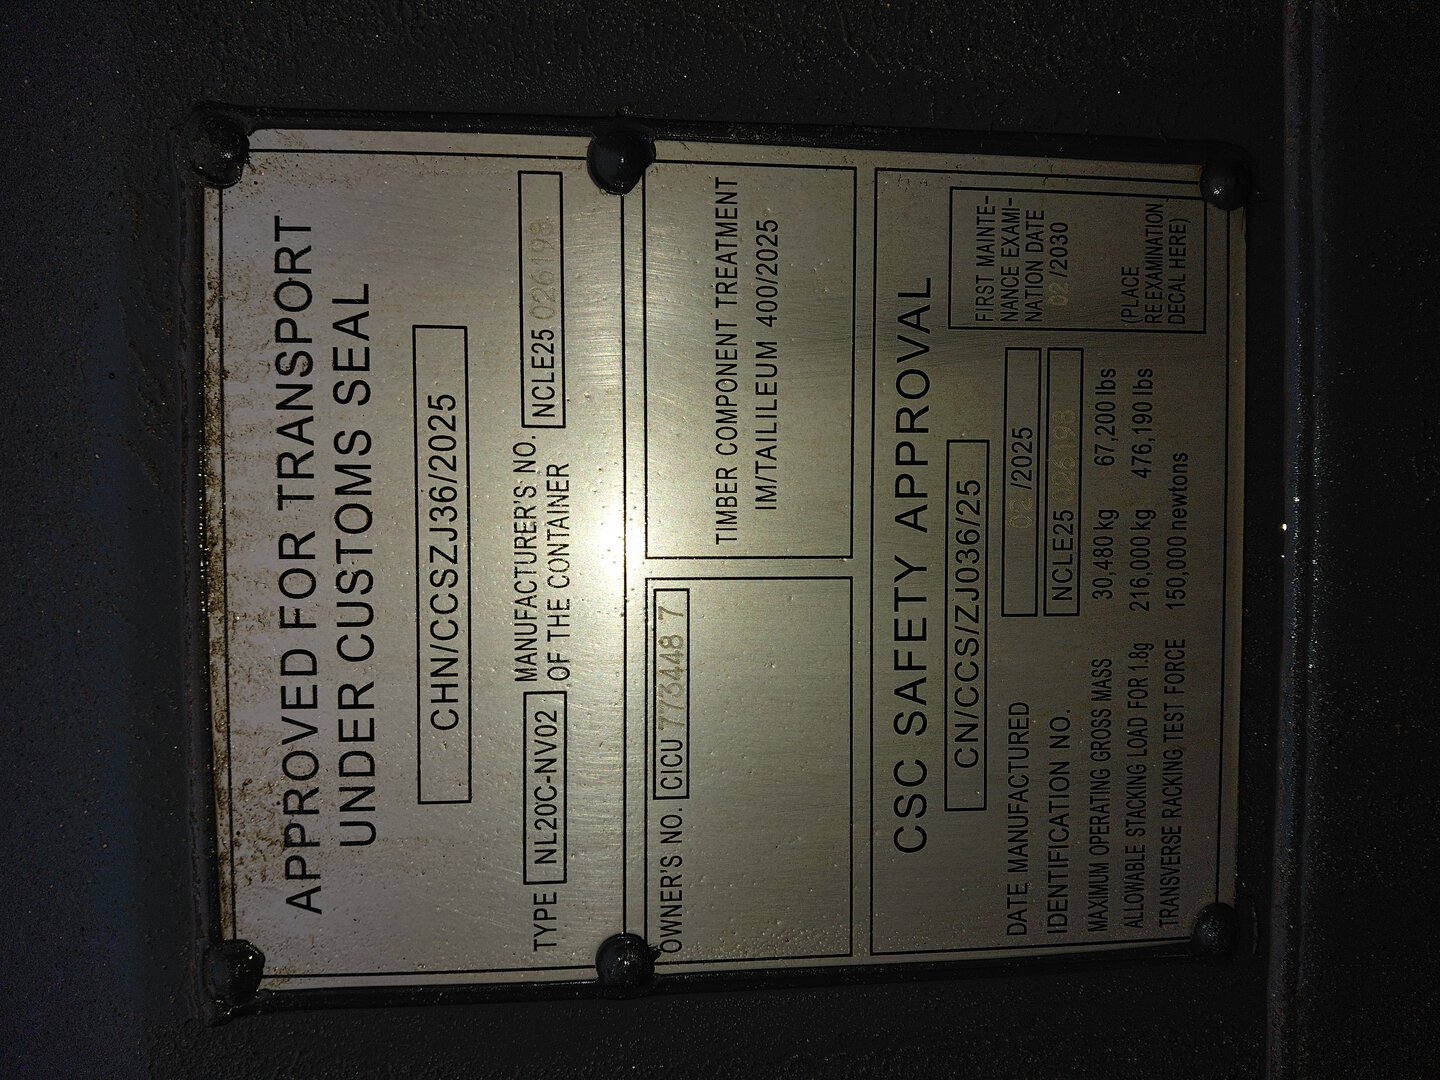 APPROVED FOR TRANSPORT
UNDER CUSTOMS SEAL
CHN/CCSZJ36/2025
TYPE NL20C-NV02 MANUFACTURER'S NO. OF THE CONTAINER NCLE25 026198
OWNER'S NO. CICU 773448 7
TIMBER COMPONENT TREATMENT
IM/TAILILEUM 400/2025
CSC SAFETY APPROVAL
CN/CCS/ZJ036/25
DATE MANUFACTURED 02/2025
IDENTIFICATION NO. NCLE25 026198
MAXIMUM OPERATING GROSS MASS 30,480 kg 67,200 lbs
ALLOWABLE STACKING LOAD FOR 1.8g 216,000 kg 476,190 lbs
TRANSVERSE RACKING TEST FORCE 150,000 newtons
FIRST MAINTE-
NANCE EXAMI-
NATION DATE
02/2030
(PLACE
RE EXAMINATION
DECAL HERE)